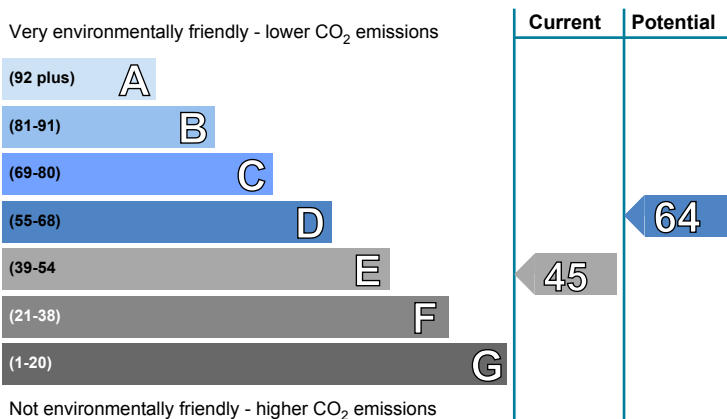 Current Potential
Very environmentally friendly - lower CO2 emissions
(92 plus) A
(81-91) B
(69-80) C
(55-68) D
64
(39-54 E
45
(21-38) F
(1-20) G
Not environmentally friendly - higher CO2 emissions